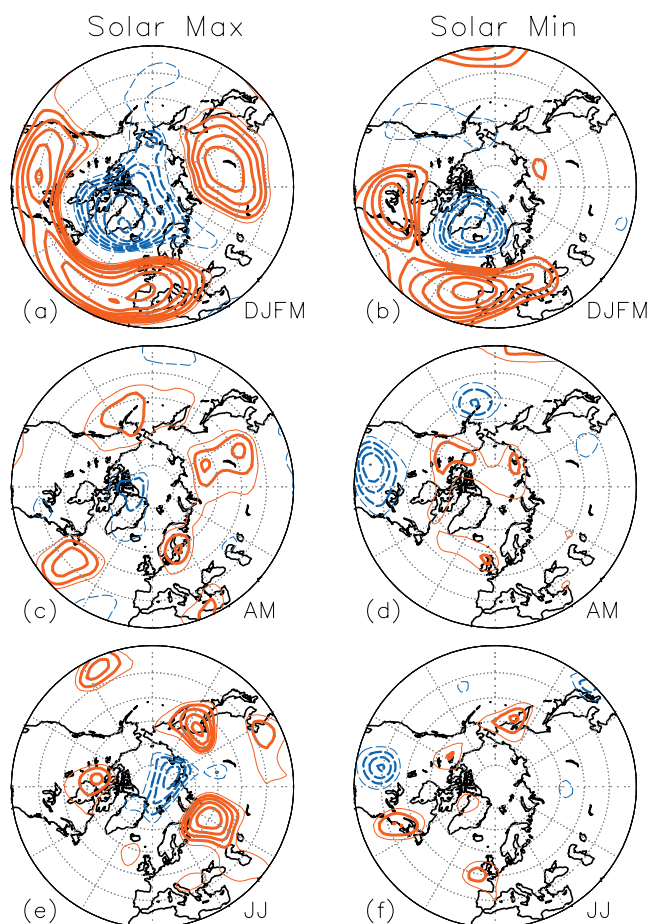 Solar Max Solar Min
(a) DJFM (b) DJFM
(c) AM (d) AM
(e) JJ (f) JJ